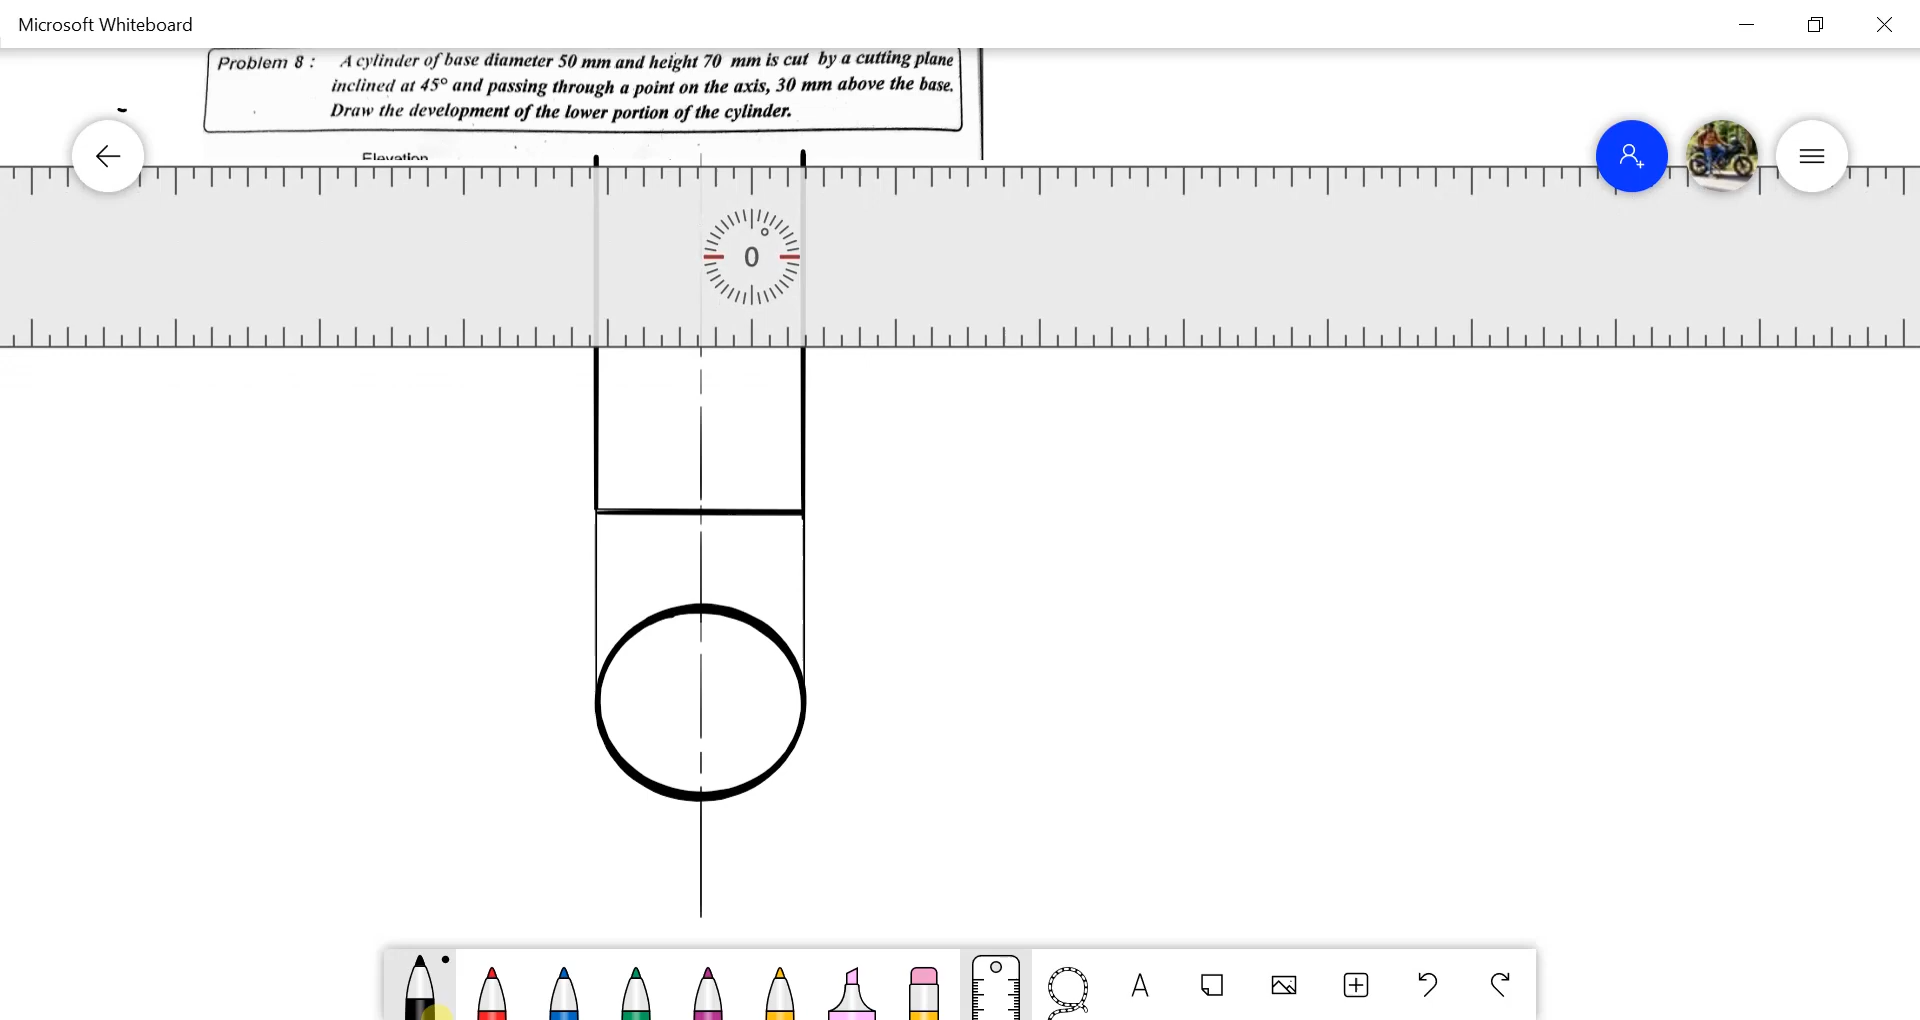 Microsoft Whiteboard
Problem 8 : A cylinder of base diameter 50 mm and height 70 mm is cut by a cutting plane
inclined at 45° and passing through a point on the axis, 30 mm above the base.
Draw the development of the lower portion of the cylinder.
Elevation
0°